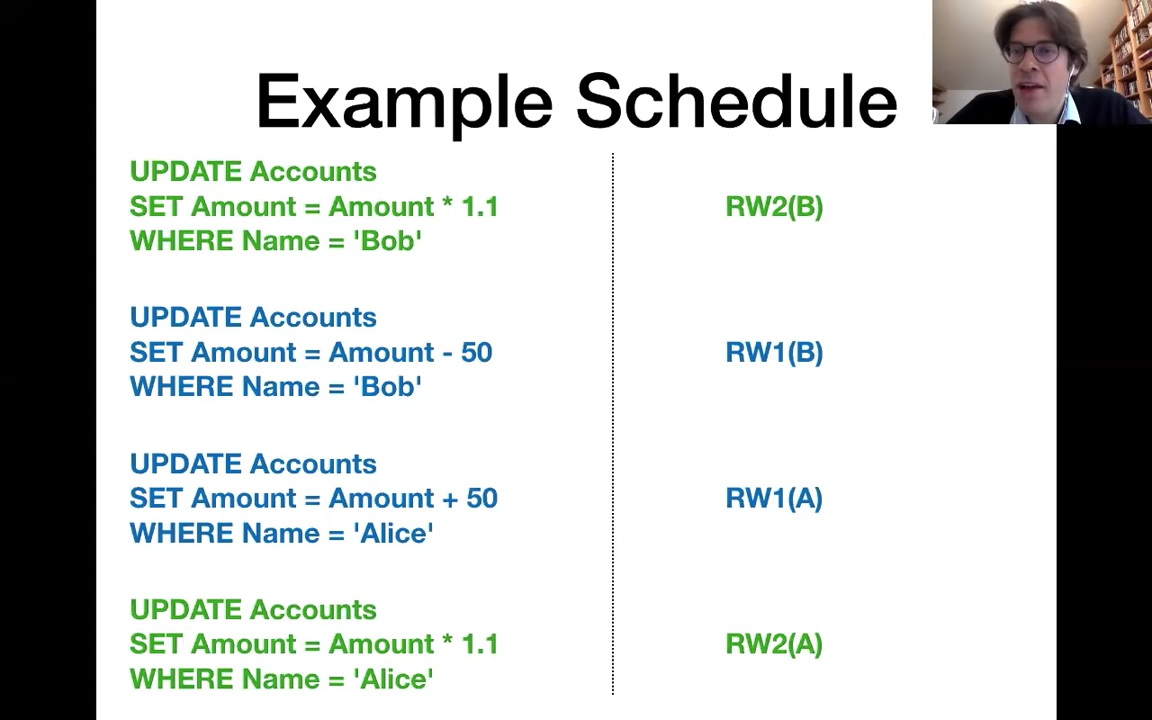 Example Schedule
UPDATE Accounts
SET Amount = Amount * 1.1
WHERE Name = 'Bob'
RW2(B)
UPDATE Accounts
SET Amount = Amount - 50
WHERE Name = 'Bob'
RW1(B)
UPDATE Accounts
SET Amount = Amount + 50
WHERE Name = 'Alice'
RW1(A)
UPDATE Accounts
SET Amount = Amount * 1.1
WHERE Name = 'Alice'
RW2(A)